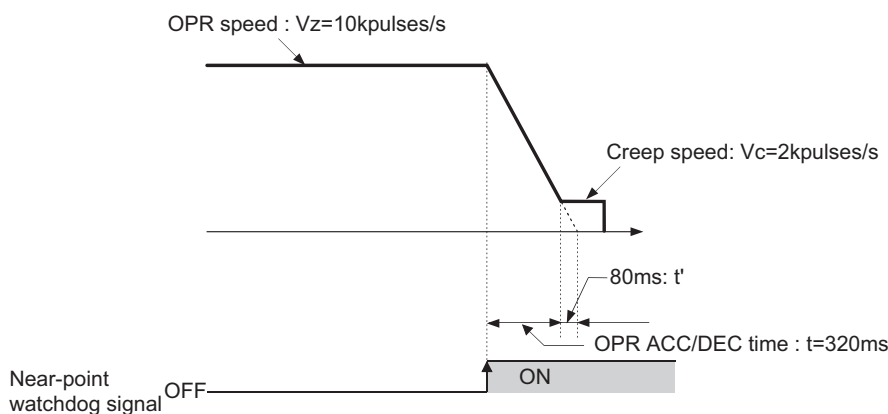 OPR speed : Vz=10kpulses/s
Creep speed: Vc=2kpulses/s
80ms: t'
OPR ACC/DEC time : t=320ms
Near-point
watchdog signal
OFF
ON